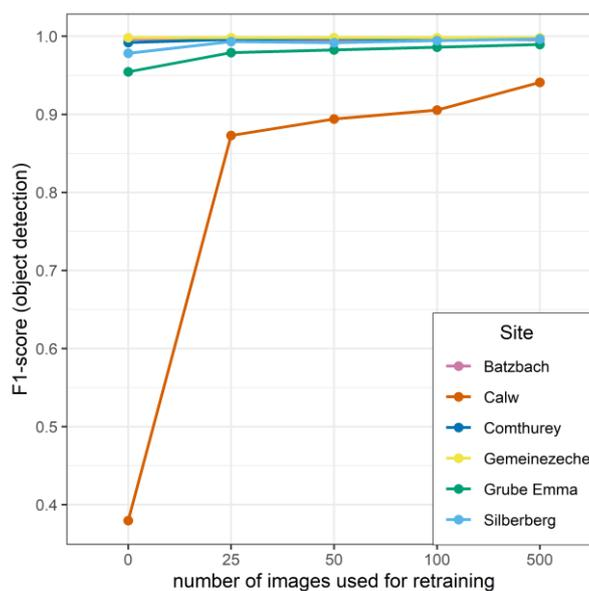 F1-score (object detection)
1.0
0.9
0.8
0.7
0.6
0.5
0.4
Site
Batzbach
Calw
Comthurey
Gemeinezeche
Grube Emma
Silberberg
0 25 50 100 500
number of images used for retraining